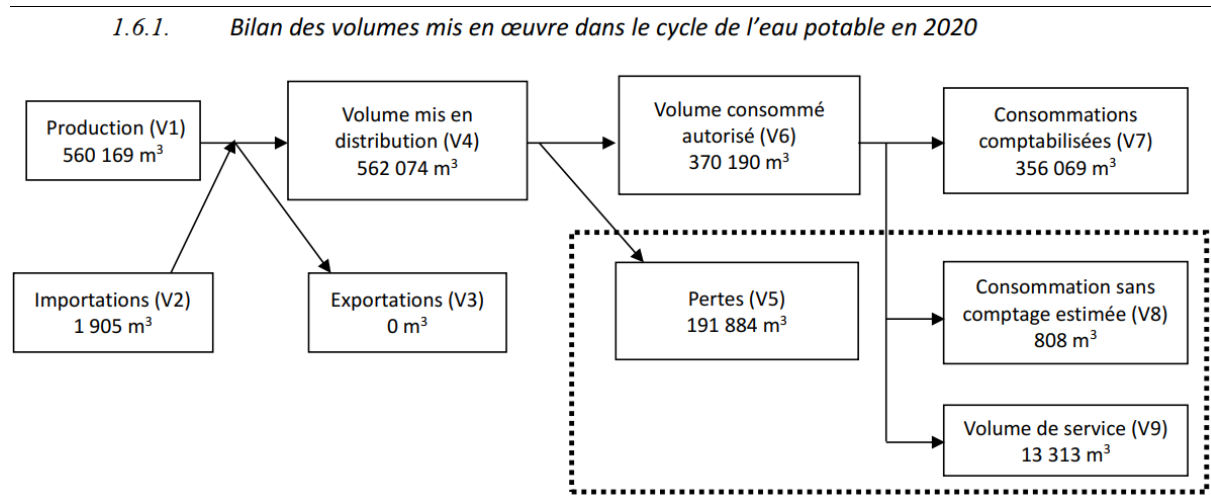 1.6.1. Bilan des volumes mis en œuvre dans le cycle de l’eau potable en 2020
Production (V1)
560 169 m³
Volume mis en
distribution (V4)
562 074 m³
Volume consommé
autorisé (V6)
370 190 m³
Consommations
comptabilisées (V7)
356 069 m³
Importations (V2)
1 905 m³
Exportations (V3)
0 m³
Pertes (V5)
191 884 m³
Consommation sans
comptage estimée (V8)
808 m³
Volume de service (V9)
13 313 m³